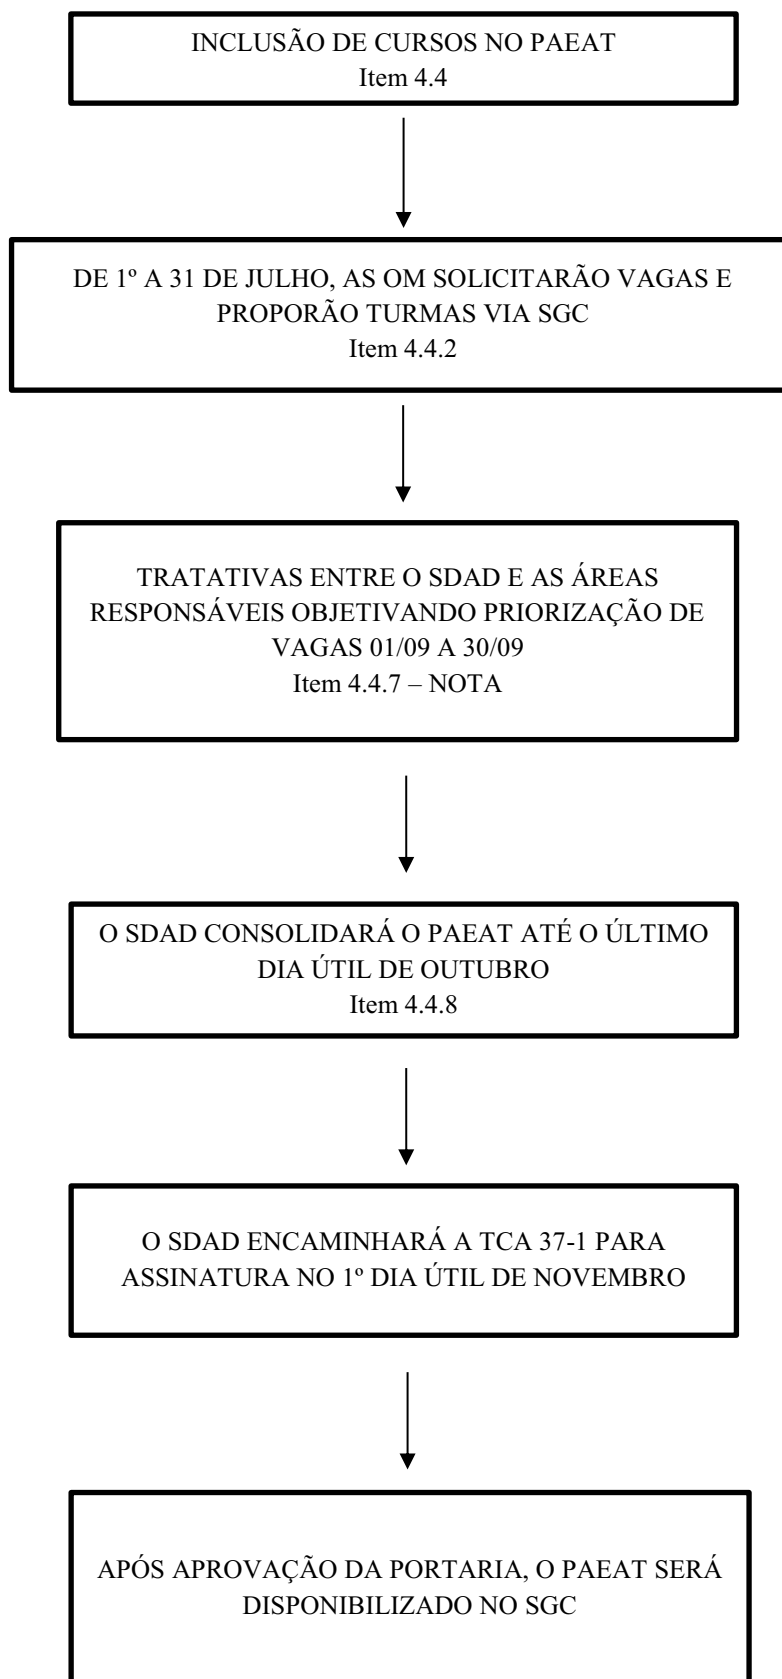 INCLUSÃO DE CURSOS NO PAEAT
Item 4.4
DE 1º A 31 DE JULHO, AS OM SOLICITARÃO VAGAS E
PROPORÃO TURMAS VIA SGC
Item 4.4.2
TRATATIVAS ENTRE O SDAD E AS ÁREAS
RESPONSÁVEIS OBJETIVANDO PRIORIZAÇÃO DE
VAGAS 01/09 A 30/09
Item 4.4.7 – NOTA
O SDAD CONSOLIDARÁ O PAEAT ATÉ O ÚLTIMO
DIA ÚTIL DE OUTUBRO
Item 4.4.8
O SDAD ENCAMINHARÁ A TCA 37-1 PARA
ASSINATURA NO 1º DIA ÚTIL DE NOVEMBRO
APÓS APROVAÇÃO DA PORTARIA, O PAEAT SERÁ
DISPONIBILIZADO NO SGC